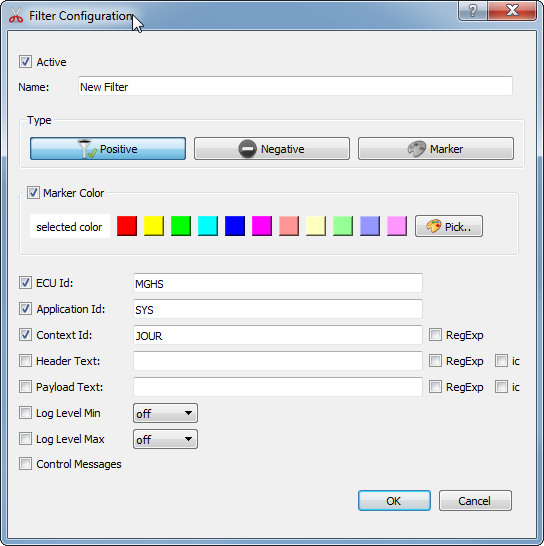 Filter Configuration
?
Active
Name: New Filter
Type
Positive Negative Marker
Marker Color
selected color Pick..
ECU Id: MGHS
Application Id: SYS
Context Id: JOUR RegExp
Header Text: RegExp ic
Payload Text: RegExp ic
Log Level Min off
Log Level Max off
Control Messages
OK Cancel